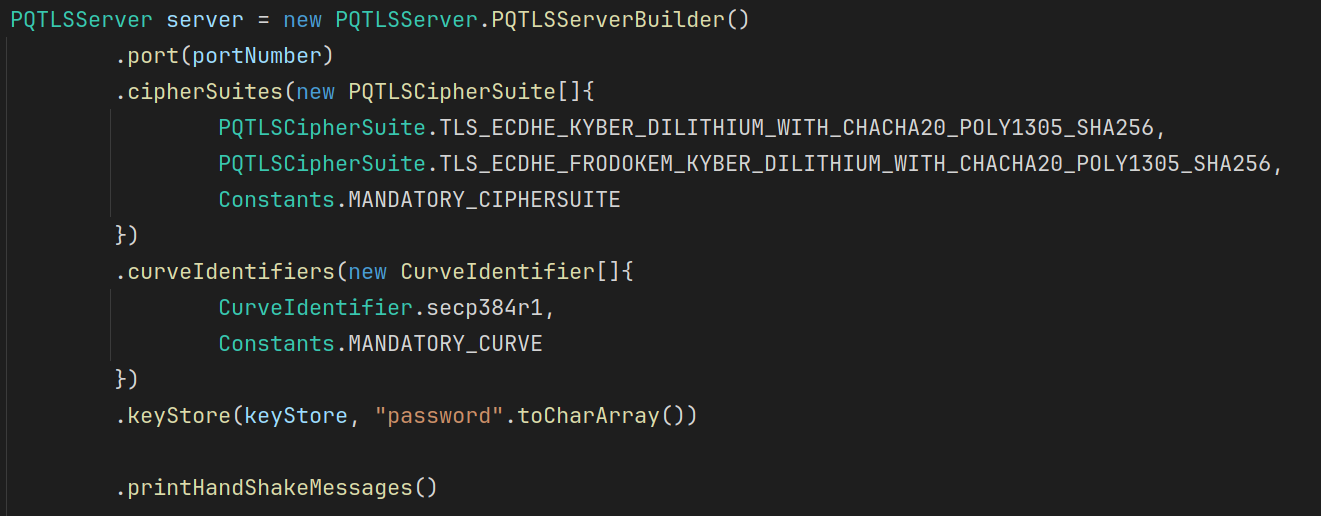 PQTLSServer server = new PQTLSServer.PQTLSServerBuilder()
.port(portNumber)
.cipherSuites(new PQTLSCipherSuite[]{
PQTLSCipherSuite.TLS_ECDHE_KYBER_DILITHIUM_WITH_CHACHA20_POLY1305_SHA256,
PQTLSCipherSuite.TLS_ECDHE_FRODOKEM_KYBER_DILITHIUM_WITH_CHACHA20_POLY1305_SHA256,
Constants.MANDATORY_CIPHERSUITE
})
.curveIdentifiers(new CurveIdentifier[]{
CurveIdentifier.secp384r1,
Constants.MANDATORY_CURVE
})
.keyStore(keyStore, "password".toCharArray())
.printHandShakeMessages()